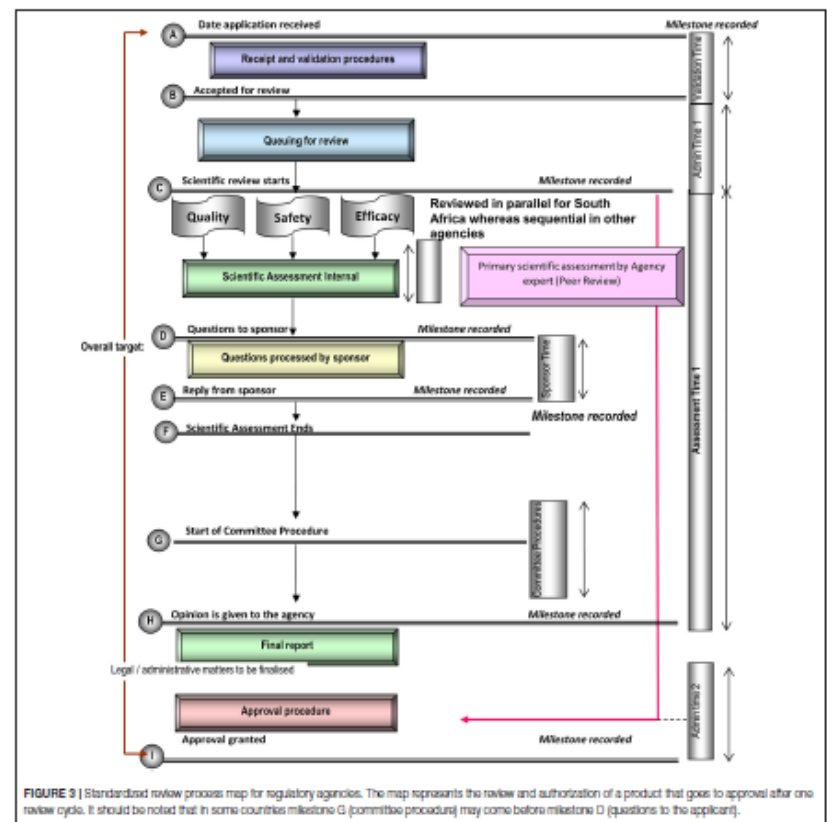 A Date application received Milestone recorded
Receipt and validation procedures
Validation Time
B Accepted for review
Queuing for review
Admin Time 1
C Scientific review starts Milestone recorded
Quality Safety Efficacy
Reviewed in parallel for South
Africa whereas sequential in other
agencies
Scientific Assessment Internal
Primary scientific assessment by Agency
expert (Peer Review)
D Questions to sponsor Milestone recorded
Overall target:
Questions processed by sponsor
Sponsor Time
E Reply from sponsor Milestone recorded
Milestone recorded
F Scientific Assessment Ends
Assessment Time 1
G Start of Committee Procedure
Committee Procedures
H Opinion is given to the agency Milestone recorded
Final report
Legal / administrative matters to be finalised
Approval procedure
Admin time 2
Approval granted Milestone recorded
I
FIGURE 3 | Standardized review process map for regulatory agencies. The map represents the review and authorization of a product that goes to approval after one
review cycle. It should be noted that in some countries milestone G (committee procedure) may come before milestone D (questions to the applicant).